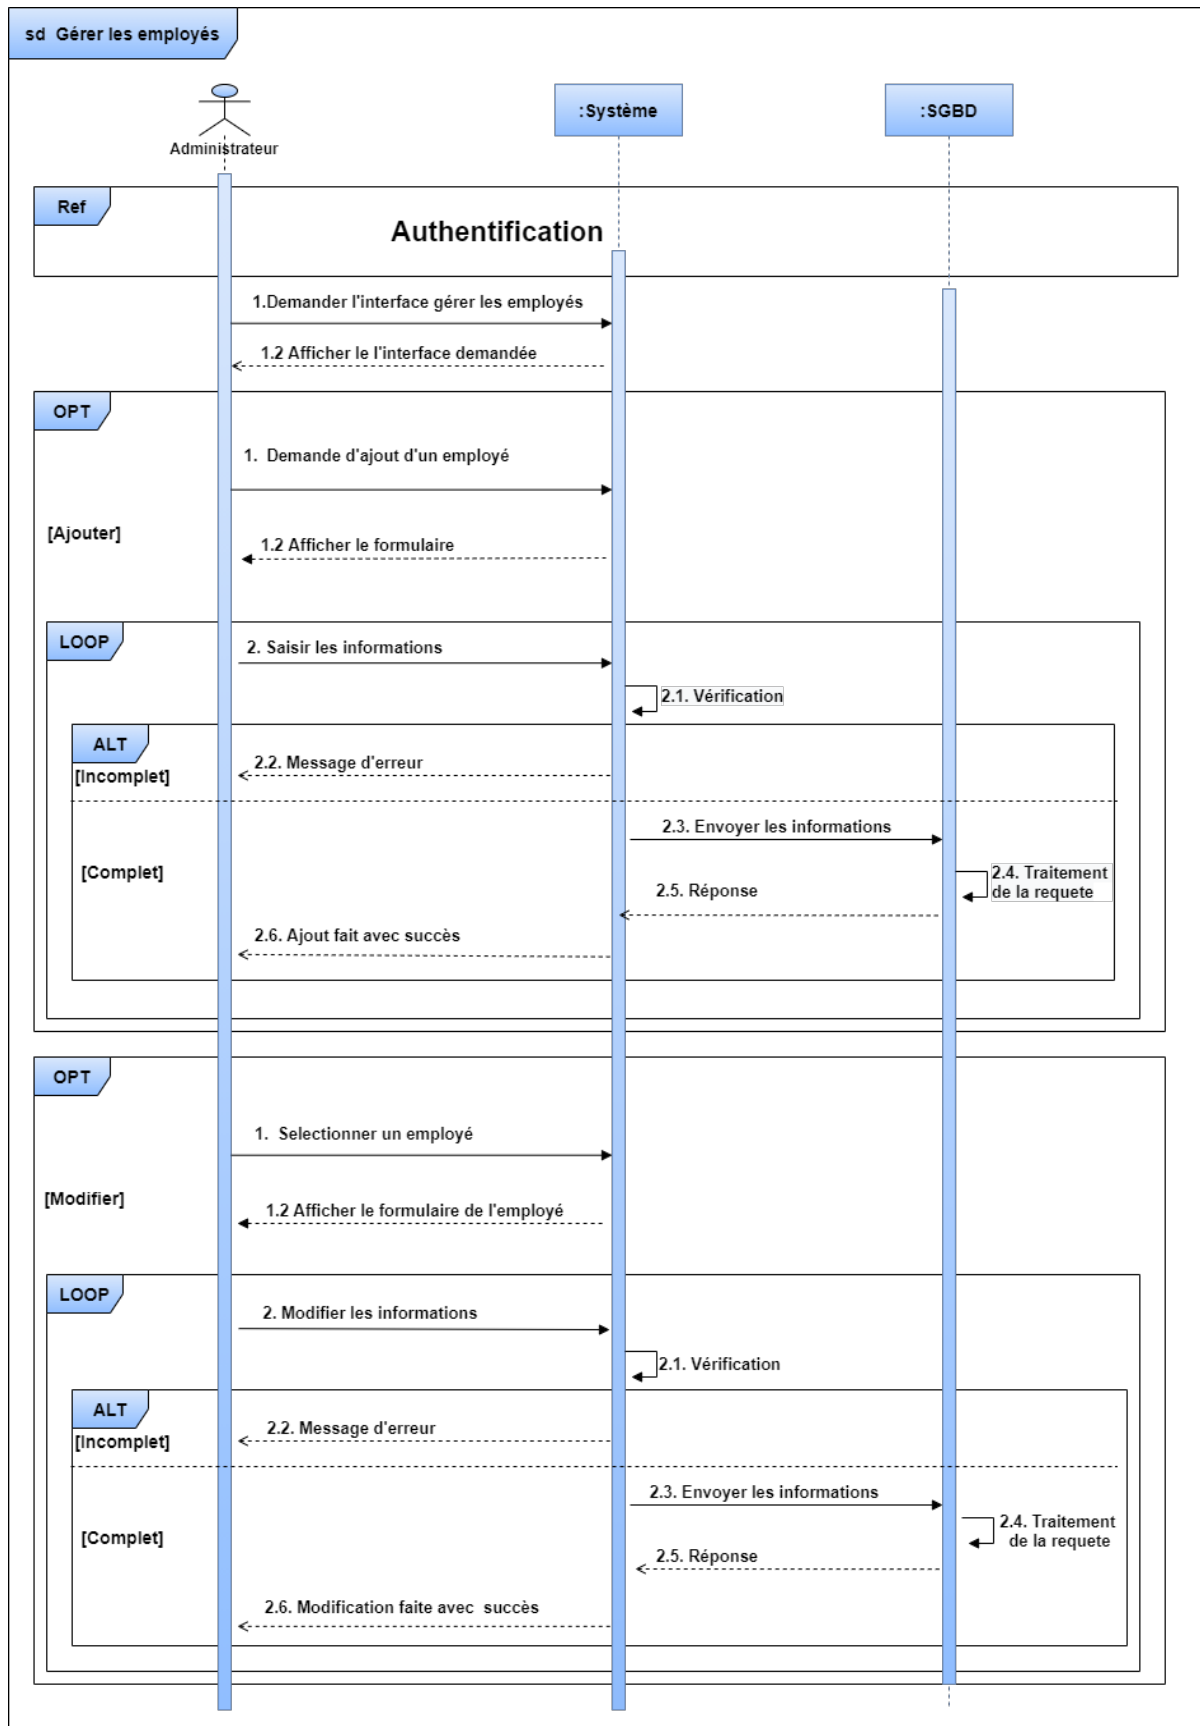 sd Gérer les employés
:Système
:SGBD
Administrateur
Ref
Authentification
1.Demander l'interface gérer les employés
1.2 Afficher le l'interface demandée
OPT
1. Demande d'ajout d'un employé
[Ajouter]
1.2 Afficher le formulaire
LOOP
2. Saisir les informations
2.1. Vérification
ALT
2.2. Message d'erreur
[Incomplet]
2.3. Envoyer les informations
[Complet]
2.4. Traitement
de la requete
2.5. Réponse
2.6. Ajout fait avec succès
OPT
1. Selectionner un employé
[Modifier]
1.2 Afficher le formulaire de l'employé
LOOP
2. Modifier les informations
2.1. Vérification
ALT
2.2. Message d'erreur
[Incomplet]
2.3. Envoyer les informations
2.4. Traitement
de la requete
[Complet]
2.5. Réponse
2.6. Modification faite avec succès